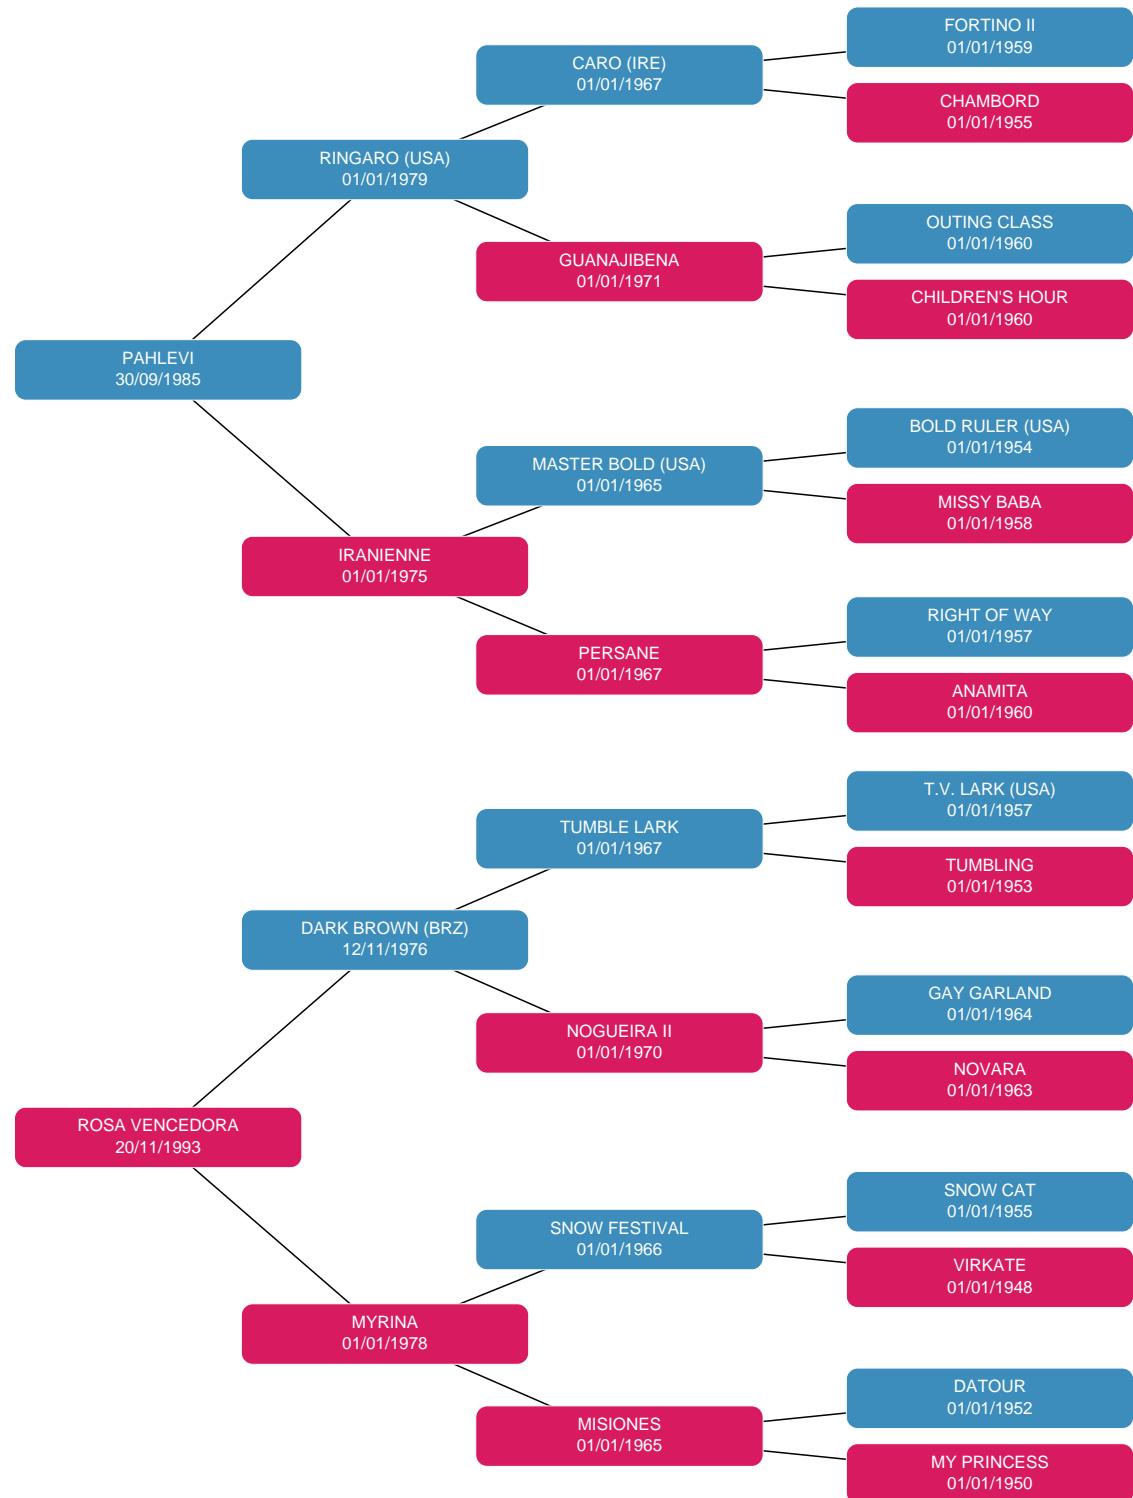 FORTINO II
01/01/1959
CARO (IRE)
01/01/1967
CHAMBORD
01/01/1955
RINGARO (USA)
01/01/1979
OUTING CLASS
01/01/1960
GUANAJIBENA
01/01/1971
CHILDREN'S HOUR
01/01/1960
PAHLEVI
30/09/1985
BOLD RULER (USA)
01/01/1954
MASTER BOLD (USA)
01/01/1965
MISSY BABA
01/01/1958
IRANIENNE
01/01/1975
RIGHT OF WAY
01/01/1957
PERSANE
01/01/1967
ANAMITA
01/01/1960
T.V. LARK (USA)
01/01/1957
TUMBLE LARK
01/01/1967
TUMBLING
01/01/1953
DARK BROWN (BRZ)
12/11/1976
GAY GARLAND
01/01/1964
NOGUEIRA II
01/01/1970
NOVARA
01/01/1963
ROSA VENCEDORA
20/11/1993
SNOW CAT
01/01/1955
SNOW FESTIVAL
01/01/1966
VIRKATE
01/01/1948
MYRINA
01/01/1978
DATOUR
01/01/1952
MISIONES
01/01/1965
MY PRINCESS
01/01/1950